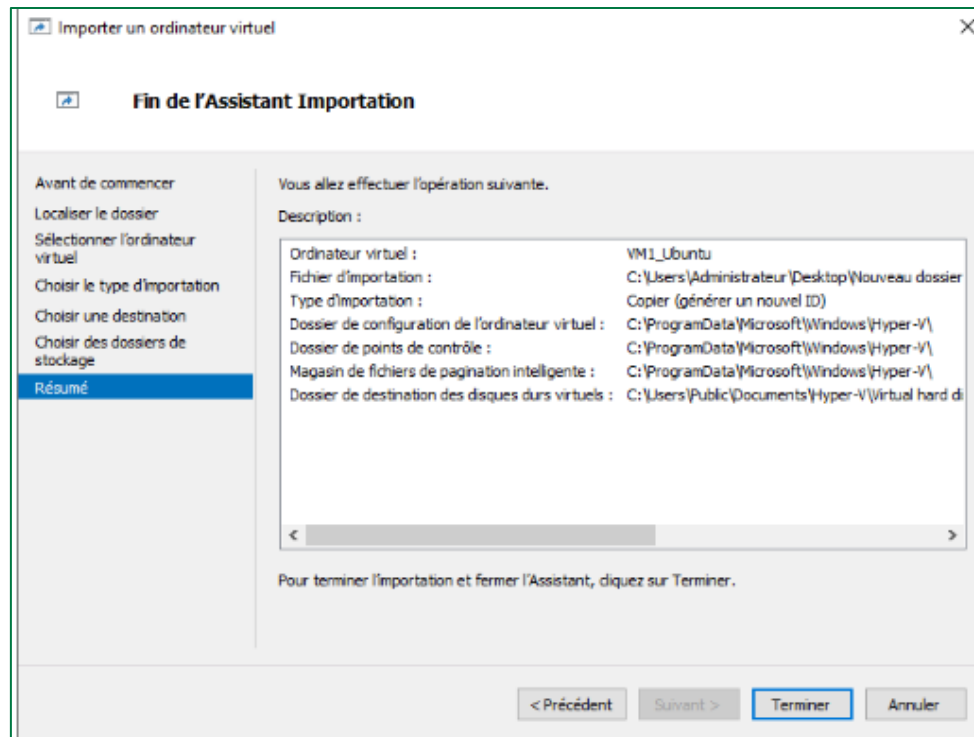 Importer un ordinateur virtuel
Fin de l'Assistant Importation
Avant de commencer
Localiser le dossier
Sélectionner l'ordinateur
virtuel
Choisir le type d'importation
Choisir une destination
Choisir des dossiers de
stockage
Résumé
Vous allez effectuer l'opération suivante.
Description :
Ordinateur virtuel : VM1_Ubuntu
Fichier d'importation : C:\Users\Administrateur\Desktop\Nouveau dossier
Type d'importation : Copier (générer un nouvel ID)
Dossier de configuration de l'ordinateur virtuel : C:\ProgramData\Microsoft\Windows\Hyper-V\
Dossier de points de contrôle : C:\ProgramData\Microsoft\Windows\Hyper-V\
Magasin de fichiers de pagination intelligente : C:\ProgramData\Microsoft\Windows\Hyper-V\
Dossier de destination des disques durs virtuels : C:\Users\Public\Documents\Hyper-V\Virtual hard di
Pour terminer l'importation et fermer l'Assistant, cliquez sur Terminer.
< Précédent Suivant > Terminer Annuler